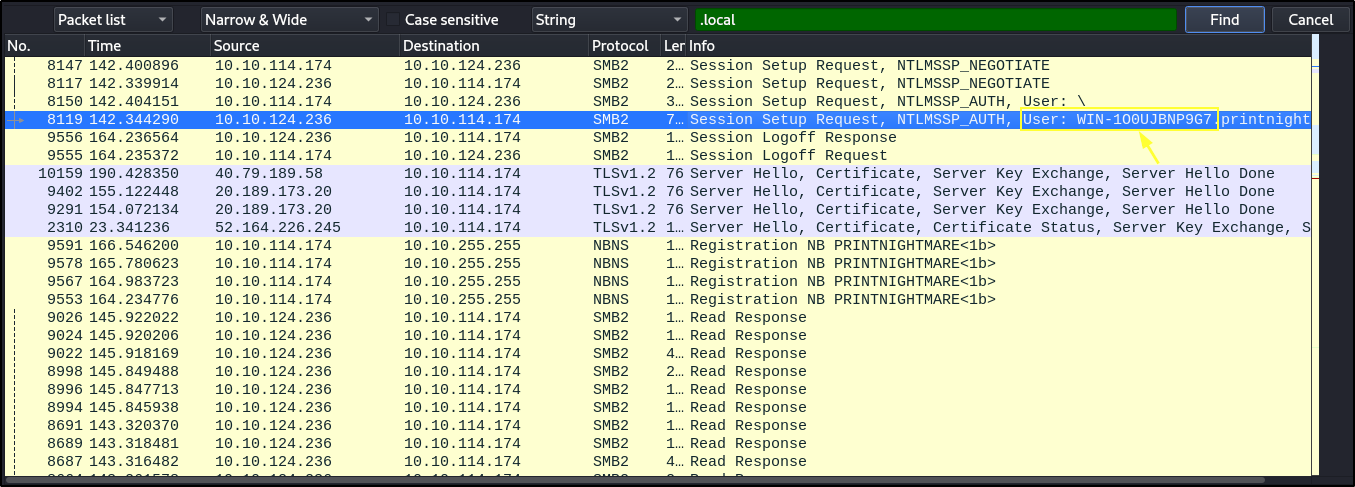 Packet list Narrow & Wide Case sensitive String .local Find Cancel
No. Time Source Destination Protocol Ler Info
8147 142.400896 10.10.114.174 10.10.124.236 SMB2 2… Session Setup Request, NTLMSSP_NEGOTIATE
8117 142.339914 10.10.124.236 10.10.114.174 SMB2 2… Session Setup Request, NTLMSSP_NEGOTIATE
8150 142.404151 10.10.114.174 10.10.124.236 SMB2 3… Session Setup Request, NTLMSSP_AUTH, User: \
8119 142.344290 10.10.124.236 10.10.114.174 SMB2 7… Session Setup Request, NTLMSSP_AUTH, User: WIN-1O0UJBNP9G7.printnight
9556 164.236564 10.10.124.236 10.10.114.174 SMB2 1… Session Logoff Response
9555 164.235372 10.10.114.174 10.10.124.236 SMB2 1… Session Logoff Request
10159 190.428350 40.79.189.58 10.10.114.174 TLSv1.2 76 Server Hello, Certificate, Server Key Exchange, Server Hello Done
9402 155.122448 20.189.173.20 10.10.114.174 TLSv1.2 76 Server Hello, Certificate, Server Key Exchange, Server Hello Done
9291 154.072134 20.189.173.20 10.10.114.174 TLSv1.2 76 Server Hello, Certificate, Server Key Exchange, Server Hello Done
2310 23.341236 52.164.226.245 10.10.114.174 TLSv1.2 1… Server Hello, Certificate, Certificate Status, Server Key Exchange, S
9591 166.546200 10.10.114.174 10.10.255.255 NBNS 1… Registration NB PRINTNIGHTMARE<1b>
9578 165.780623 10.10.114.174 10.10.255.255 NBNS 1… Registration NB PRINTNIGHTMARE<1b>
9567 164.983723 10.10.114.174 10.10.255.255 NBNS 1… Registration NB PRINTNIGHTMARE<1b>
9553 164.234776 10.10.114.174 10.10.255.255 NBNS 1… Registration NB PRINTNIGHTMARE<1b>
9026 145.922022 10.10.124.236 10.10.114.174 SMB2 1… Read Response
9024 145.920206 10.10.124.236 10.10.114.174 SMB2 1… Read Response
9022 145.918169 10.10.124.236 10.10.114.174 SMB2 4… Read Response
8998 145.849488 10.10.124.236 10.10.114.174 SMB2 2… Read Response
8996 145.847713 10.10.124.236 10.10.114.174 SMB2 1… Read Response
8994 145.845938 10.10.124.236 10.10.114.174 SMB2 1… Read Response
8691 143.320370 10.10.124.236 10.10.114.174 SMB2 1… Read Response
8689 143.318481 10.10.124.236 10.10.114.174 SMB2 1… Read Response
8687 143.316482 10.10.124.236 10.10.114.174 SMB2 4… Read Response